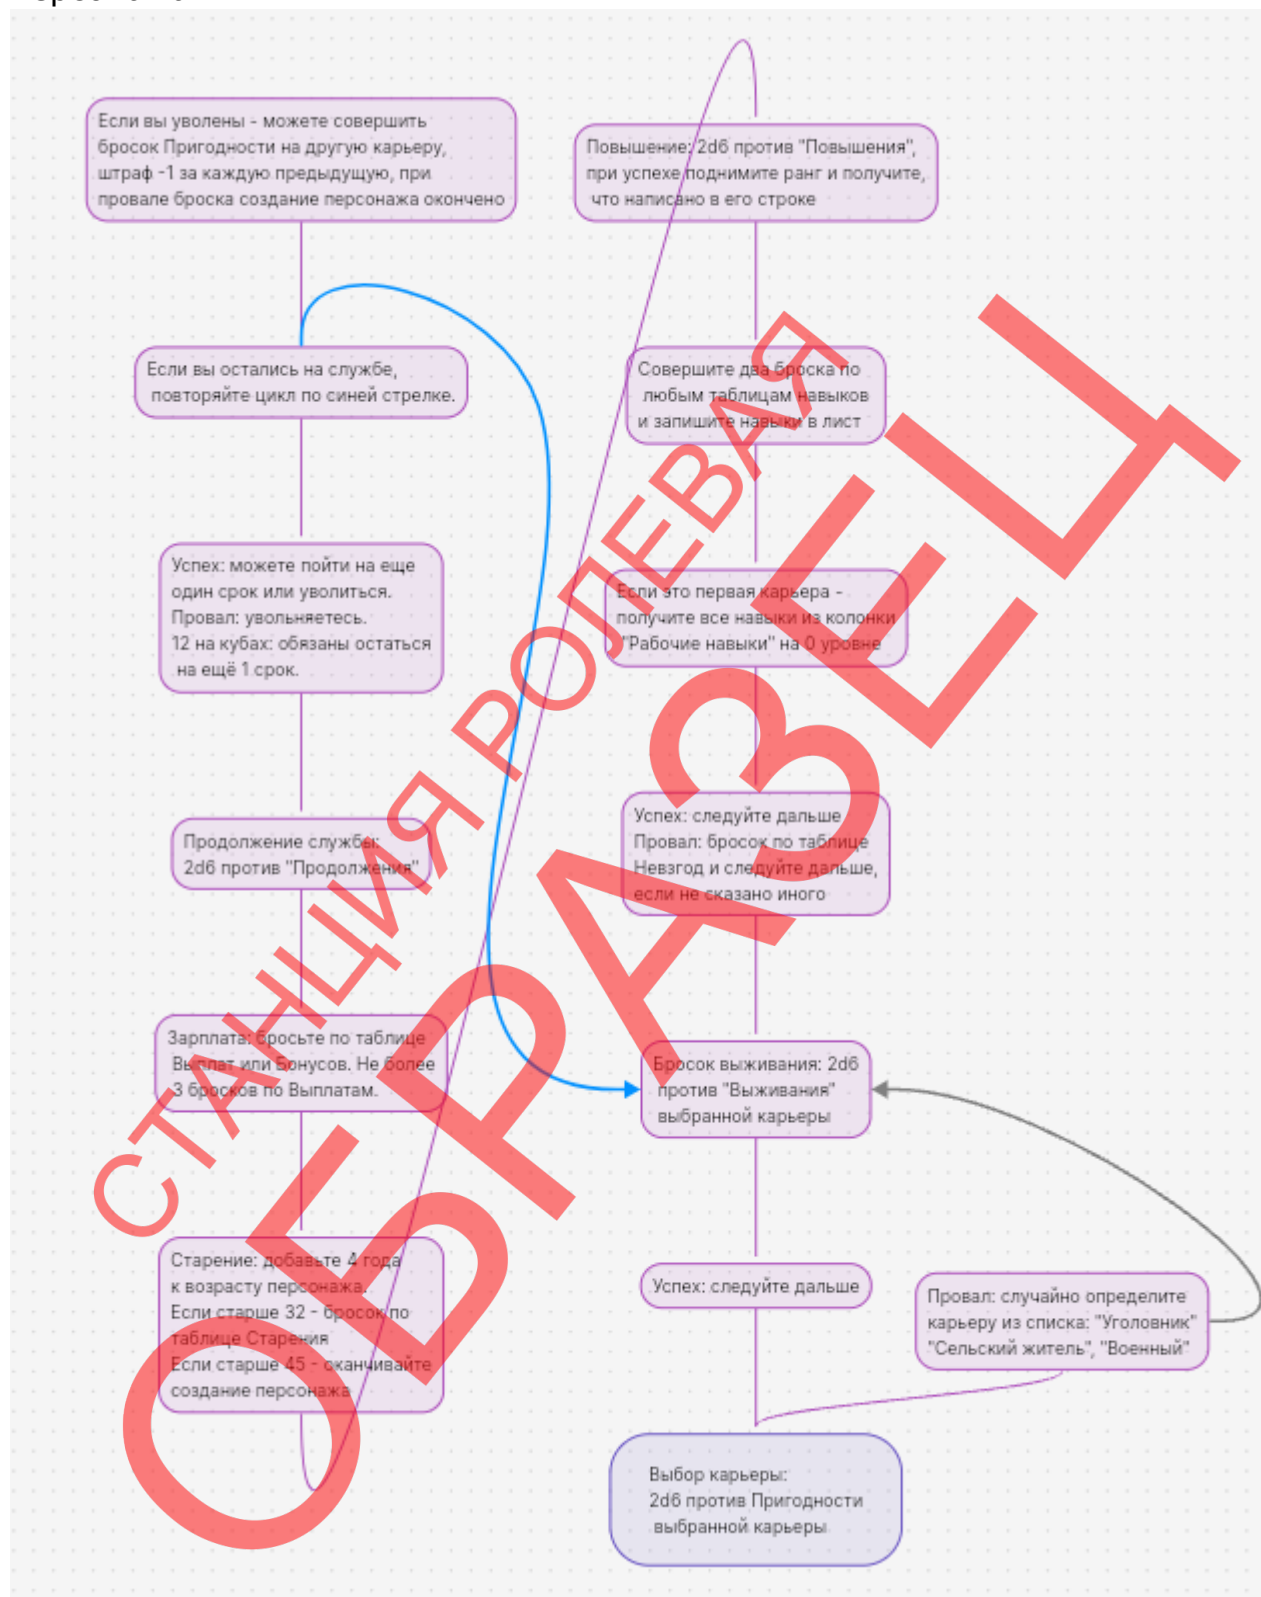 Если вы уволены - можете совершить
бросок Пригодности на другую карьеру,
штраф -1 за каждую предыдущую, при
провале броска создание персонажа окончено
Повышение: 2d6 против "Повышения",
при успехе поднимите ранг и получите,
что написано в его строке
Если вы остались на службе,
повторяйте цикл по синей стрелке.
Совершите два броска по
любым таблицам навыков
и запишите навыки в лист
Успех: можете пойти на еще
один срок или уволиться.
Провал: увольняетесь.
12 на кубах: обязаны остаться
на ещё 1 срок.
Если это первая карьера -
получите все навыки из колонки
"Рабочие навыки" на 0 уровне
Продолжение службы:
2d6 против "Продолжения"
Успех: следуйте дальше
Провал: бросок по таблице
Невзгод и следуйте дальше,
если не сказано иного
Зарплата: бросьте по таблице
Выплат или Бонусов. Не более
3 бросков по Выплатам.
Бросок выживания: 2d6
против "Выживания"
выбранной карьеры
Старение: добавьте 4 года
к возрасту персонажа.
Если старше 32 - бросок по
таблице Старения
Если старше 45 - оканчивайте
создание персонажа
Успех: следуйте дальше
Провал: случайно определите
карьеру из списка: "Уголовник"
"Сельский житель", "Военный"
Выбор карьеры:
2d6 против Пригодности
выбранной карьеры
СТАНЦИЯ РОЛЕВАЯ
ОБРАЗЕЦ